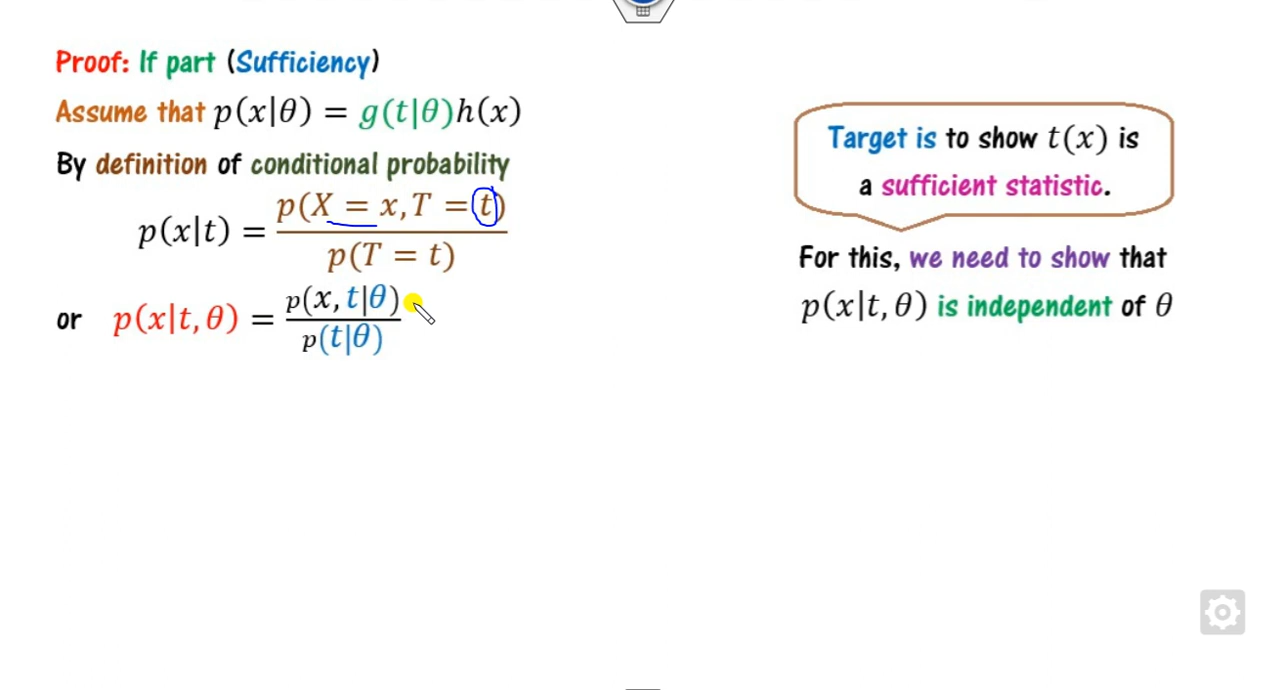 Proof: If part (Sufficiency)
Assume that p(x|θ) = g(t|θ)h(x)
By definition of conditional probability
p(x|t) = p(X = x, T = t) / p(T = t)
or p(x|t, θ) = p(x, t|θ) / p(t|θ)
Target is to show t(x) is
a sufficient statistic.
For this, we need to show that
p(x|t, θ) is independent of θ